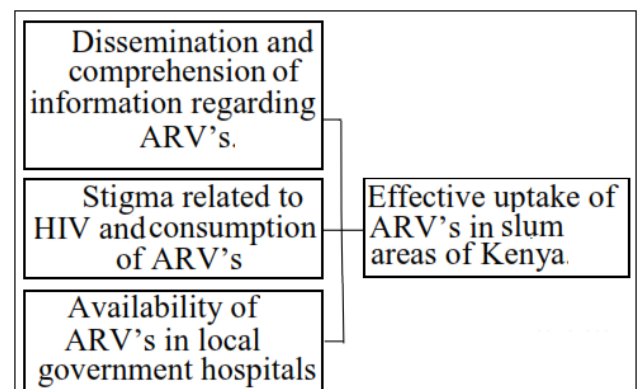 Dissemination and
comprehension of
information regarding
ARV's.
Stigma related to
HIV and consumption
of ARV's
Availability of
ARV's in local
government hospitals
Effective uptake of
ARV's in slum
areas of Kenya.